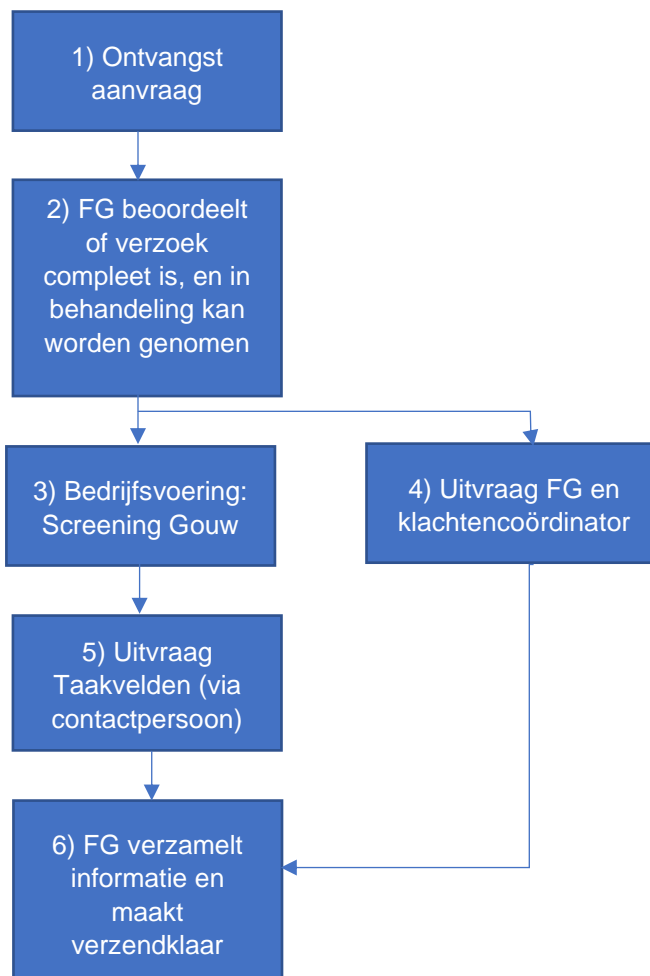 1) Ontvangst
aanvraag
2) FG beoordeelt
of verzoek
compleet is, en in
behandeling kan
worden genomen
3) Bedrijfsvoering:
Screening Gouw
4) Uitvraag FG en
klachtencoördinator
5) Uitvraag
Taakvelden (via
contactpersoon)
6) FG verzamelt
informatie en
maakt
verzendklaar